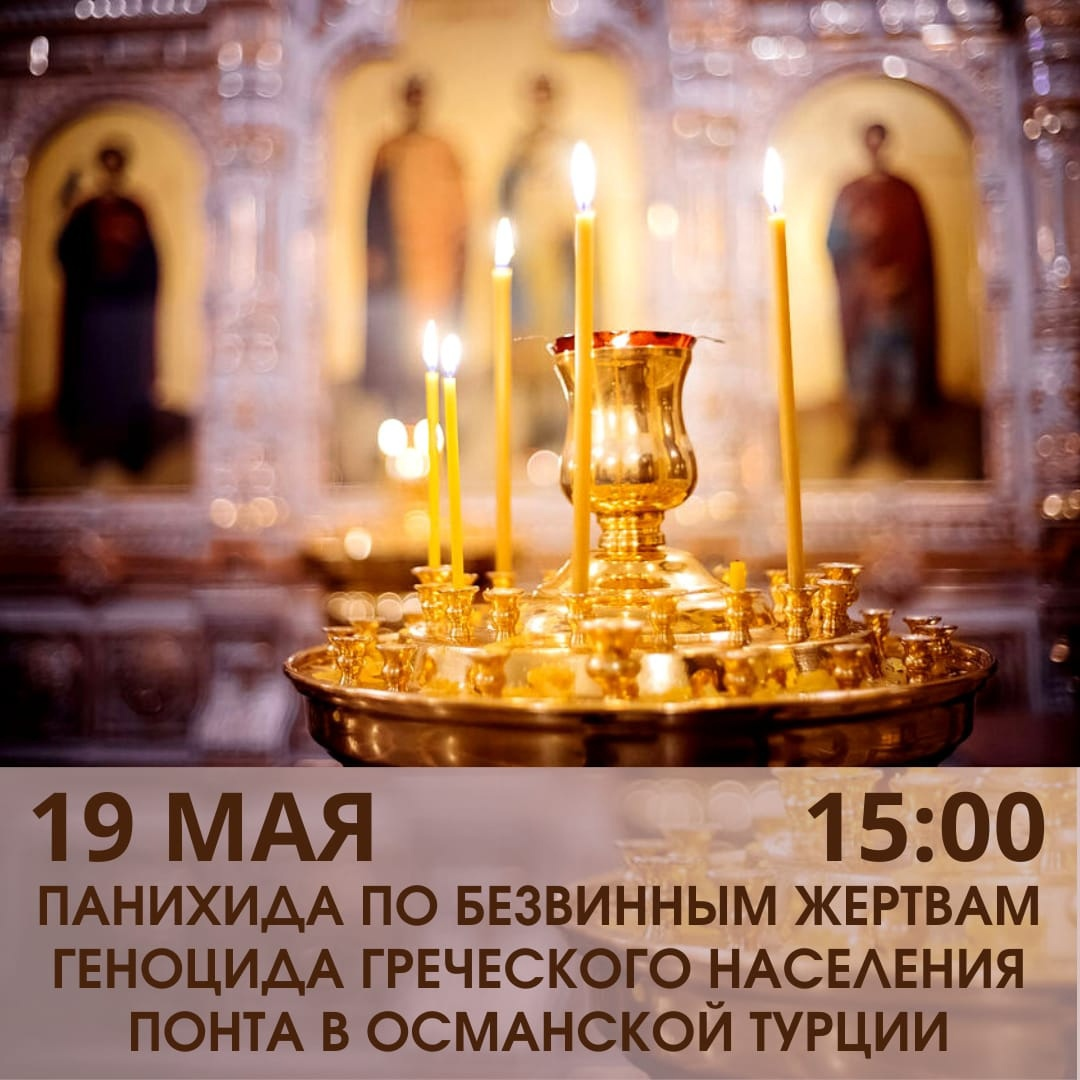 19 МАЯ 15:00
ПАНИХИДА ПО БЕЗВИННЫМ ЖЕРТВАМ
ГЕНОЦИДА ГРЕЧЕСКОГО НАСЕЛЕНИЯ
ПОНТА В ОСМАНСКОЙ ТУРЦИИ